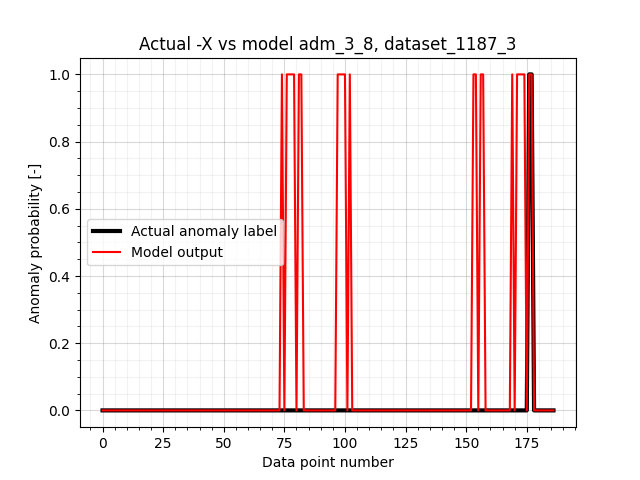 Actual -X vs model adm_3_8, dataset_1187_3
Anomaly probability [-]
1.0
0.8
0.6
0.4
0.2
0.0
Actual anomaly label
Model output
0 25 50 75 100 125 150 175
Data point number